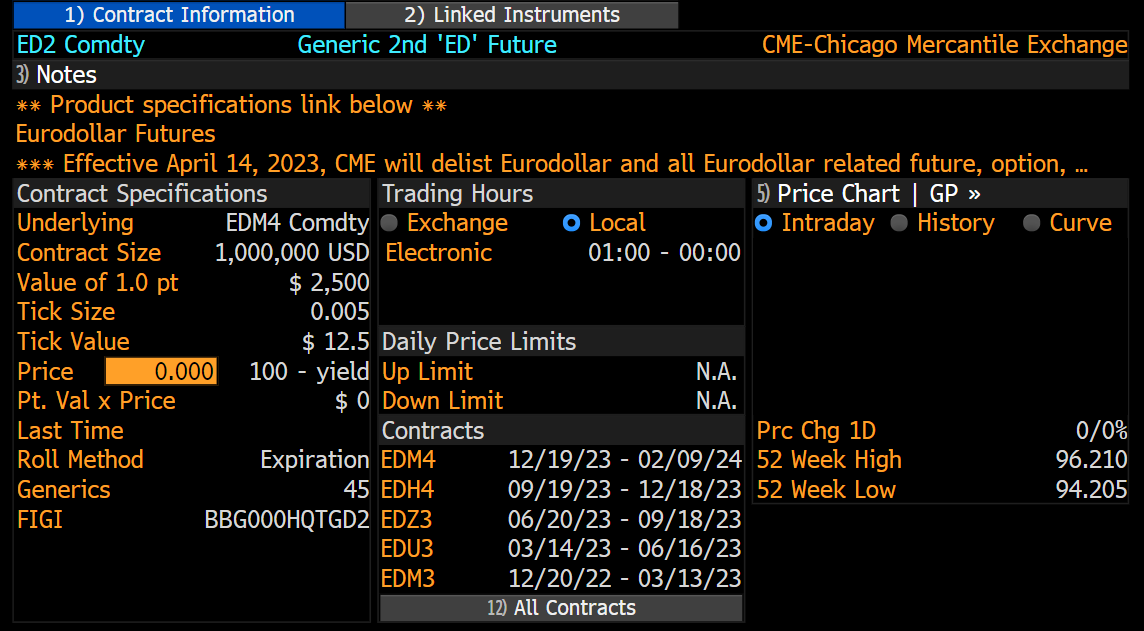 1) Contract Information 2) Linked Instruments
ED2 Comdty Generic 2nd 'ED' Future CME-Chicago Mercantile Exchange
3) Notes
** Product specifications link below **
Eurodollar Futures
*** Effective April 14, 2023, CME will delist Eurodollar and all Eurodollar related future, option, …
Contract Specifications
Underlying EDM4 Comdty
Contract Size 1,000,000 USD
Value of 1.0 pt $ 2,500
Tick Size 0.005
Tick Value $ 12.5
Price 0.000 100 - yield
Pt. Val x Price $ 0
Last Time
Roll Method Expiration
Generics 45
FIGI BBG000HQTGD2
Trading Hours
Exchange Local
Electronic 01:00 - 00:00
Daily Price Limits
Up Limit N.A.
Down Limit N.A.
Contracts
EDM4 12/19/23 - 02/09/24
EDH4 09/19/23 - 12/18/23
EDZ3 06/20/23 - 09/18/23
EDU3 03/14/23 - 06/16/23
EDM3 12/20/22 - 03/13/23
12) All Contracts
5) Price Chart | GP »
Intraday History Curve
Prc Chg 1D 0/0%
52 Week High 96.210
52 Week Low 94.205